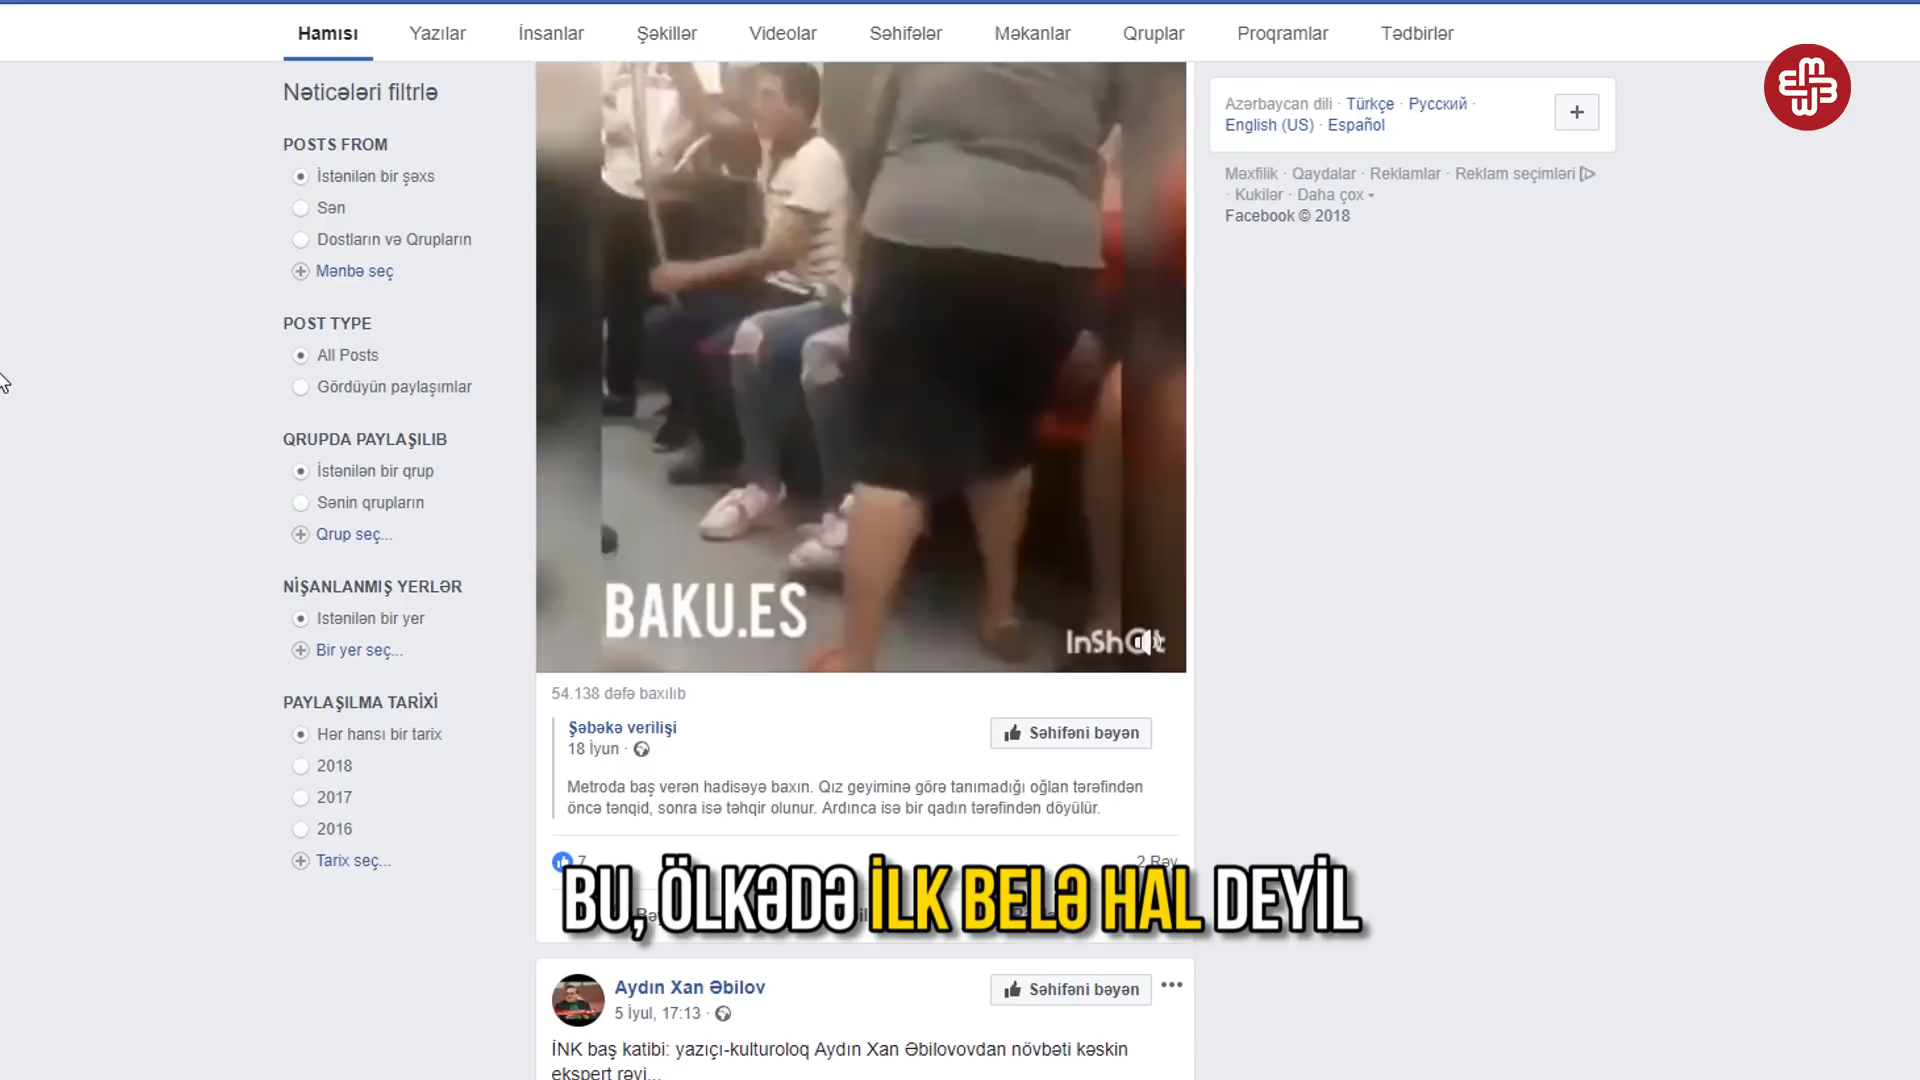 Hamısı
Yazılar
İnsanlar
Şəkillər
Videolar
Səhifələr
Məkanlar
Qruplar
Proqramlar
Tədbirlər
Nəticələri filtrlə
POSTS FROM
İstənilən bir şəxs
Sən
Dostların və Qrupların
Mənbə seç
POST TYPE
All Posts
Gördüyün paylaşımlar
QRUPDA PAYLAŞILIB
İstənilən bir qrup
Sənin qrupların
Qrup seç...
NİŞANLANMIŞ YERLƏR
Istənilən bir yer
Bir yer seç...
PAYLAŞILMA TARİXİ
Hər hansı bir tarix
2018
2017
2016
Tarix seç...
BAKU.ES
InShOt
54.138 dəfə baxılıb
Şəbəkə verilişi
18 İyun ·
Səhifəni bəyən
Metroda baş verən hadisəyə baxın. Qız geyiminə görə tanımadığı oğlan tərəfindən
öncə tənqid, sonra isə təhqir olunur. Ardınca isə bir qadın tərəfindən döyülür.
7
2 Rəy
BU, ÖLKƏDƏ İLK BELƏ HAL DEYİL
Aydın Xan Əbilov
5 İyul, 17:13 ·
Səhifəni bəyən
İNK baş katibi: yazıçı-kulturoloq Aydın Xan Əbilovovdan növbəti kəskin
ekspert rəyi...
Azərbaycan dili · Türkçe · Русский ·
English (US) · Español
Məxfilik · Qaydalar · Reklamlar · Reklam seçimləri
· Kukilər · Daha çox
Facebook © 2018